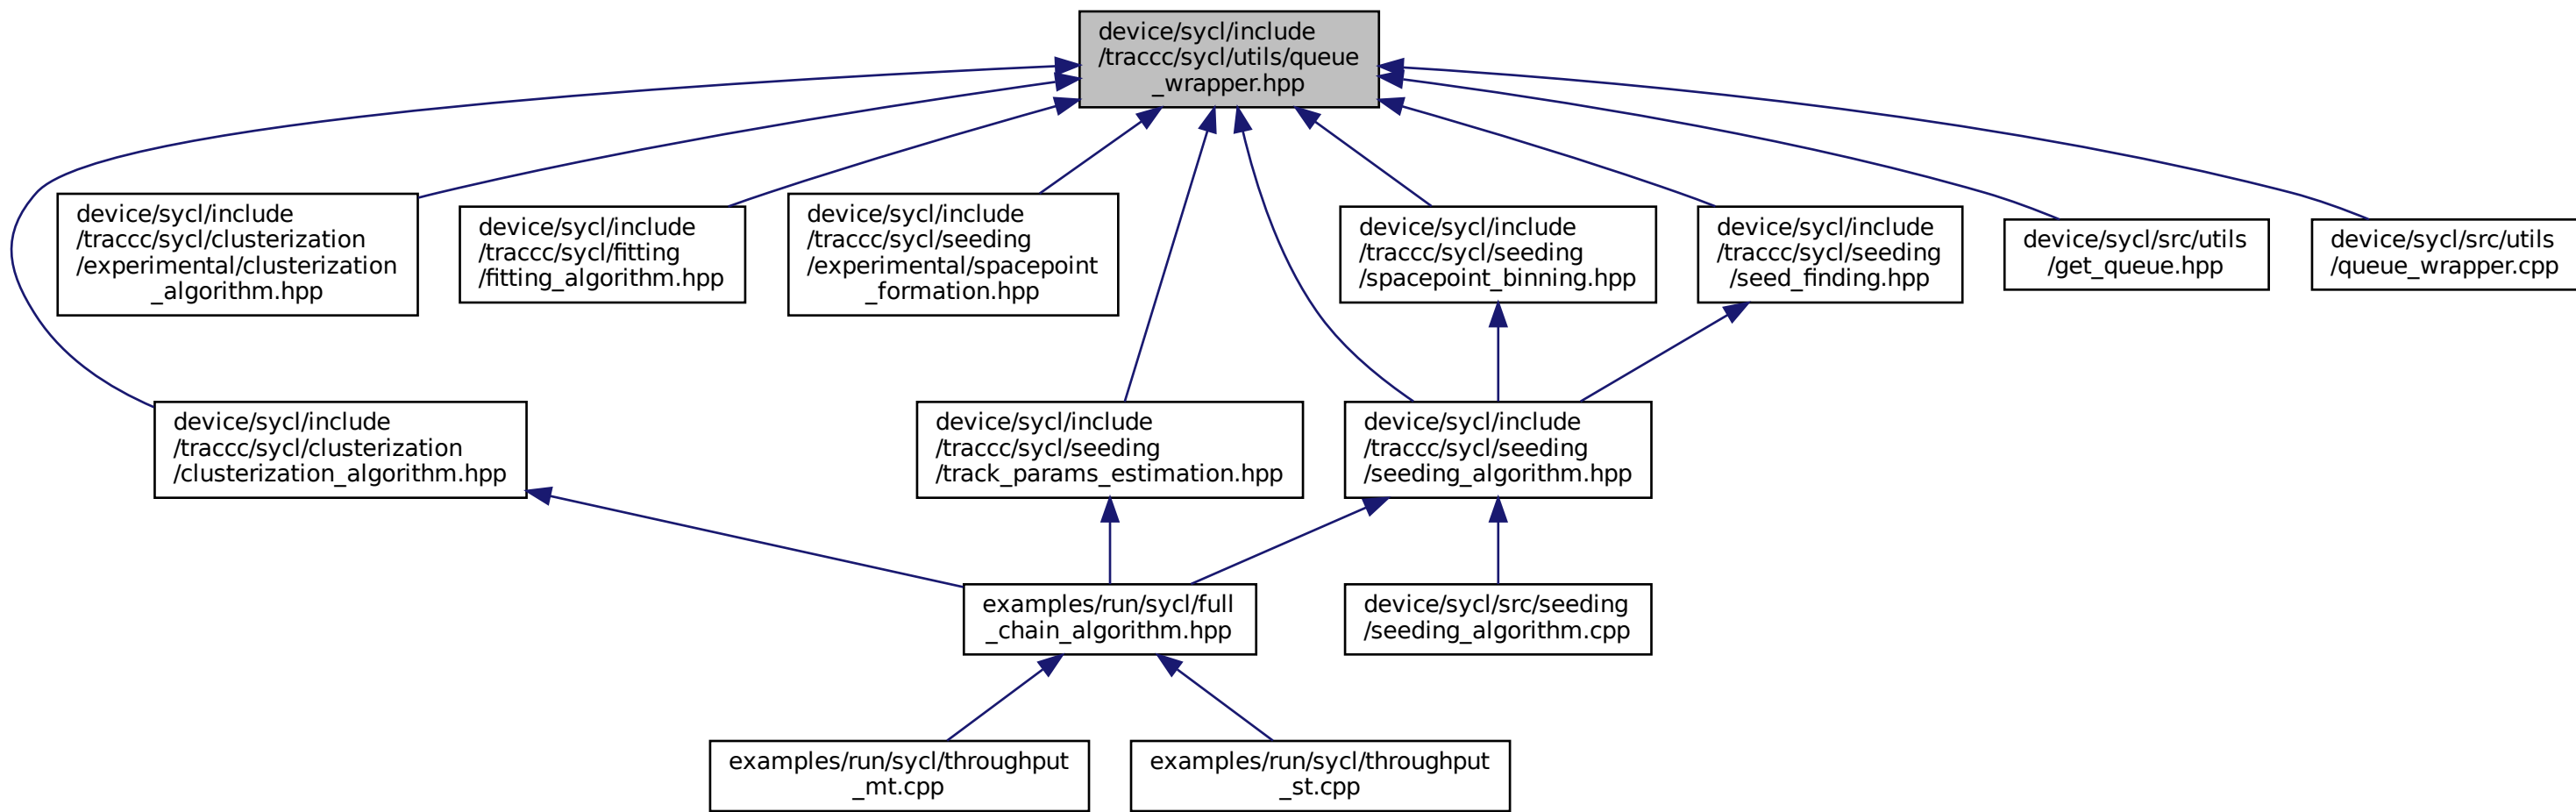 device/sycl/include
/traccc/sycl/utils/queue
_wrapper.hpp
device/sycl/include
/traccc/sycl/clusterization
/experimental/clusterization
_algorithm.hpp
device/sycl/include
/traccc/sycl/fitting
/fitting_algorithm.hpp
device/sycl/include
/traccc/sycl/seeding
/experimental/spacepoint
_formation.hpp
device/sycl/include
/traccc/sycl/seeding
/spacepoint_binning.hpp
device/sycl/include
/traccc/sycl/seeding
/seed_finding.hpp
device/sycl/src/utils
/get_queue.hpp
device/sycl/src/utils
/queue_wrapper.cpp
device/sycl/include
/traccc/sycl/clusterization
/clusterization_algorithm.hpp
device/sycl/include
/traccc/sycl/seeding
/track_params_estimation.hpp
device/sycl/include
/traccc/sycl/seeding
/seeding_algorithm.hpp
examples/run/sycl/full
_chain_algorithm.hpp
device/sycl/src/seeding
/seeding_algorithm.cpp
examples/run/sycl/throughput
_mt.cpp
examples/run/sycl/throughput
_st.cpp